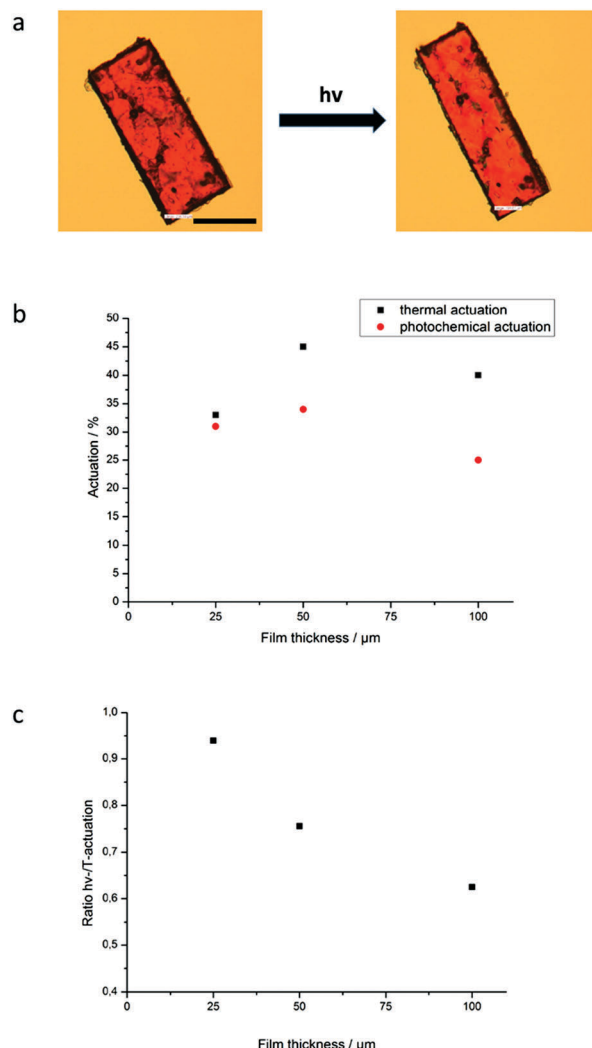 a
hν
b
thermal actuation
photochemical actuation
50
45
40
35
30
25
20
15
10
5
0
Actuation / %
0 25 50 75 100
Film thickness / µm
c
1,0
0,9
0,8
0,7
0,6
0,5
0,4
Ratio hν-/T-actuation
0 25 50 75 100
Film thickness / µm